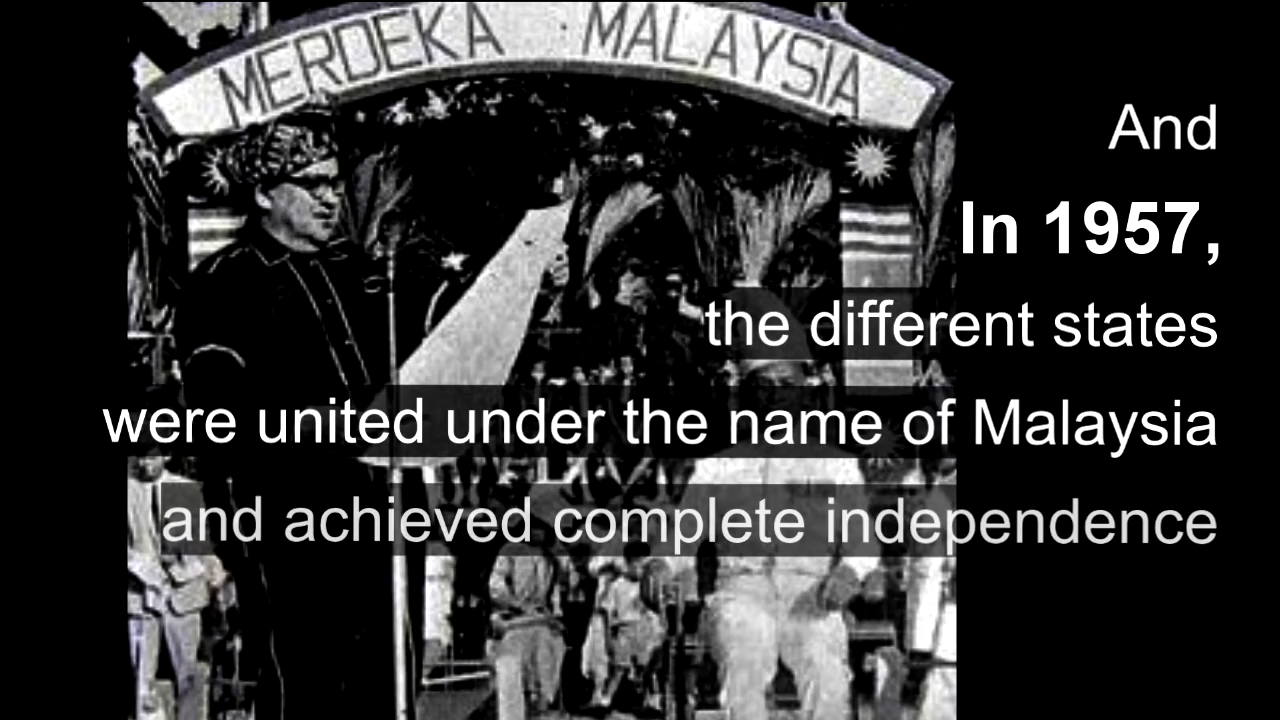 MERDEKA MALAYSIA
And
In 1957,
the different states
were united under the name of Malaysia
and achieved complete independence